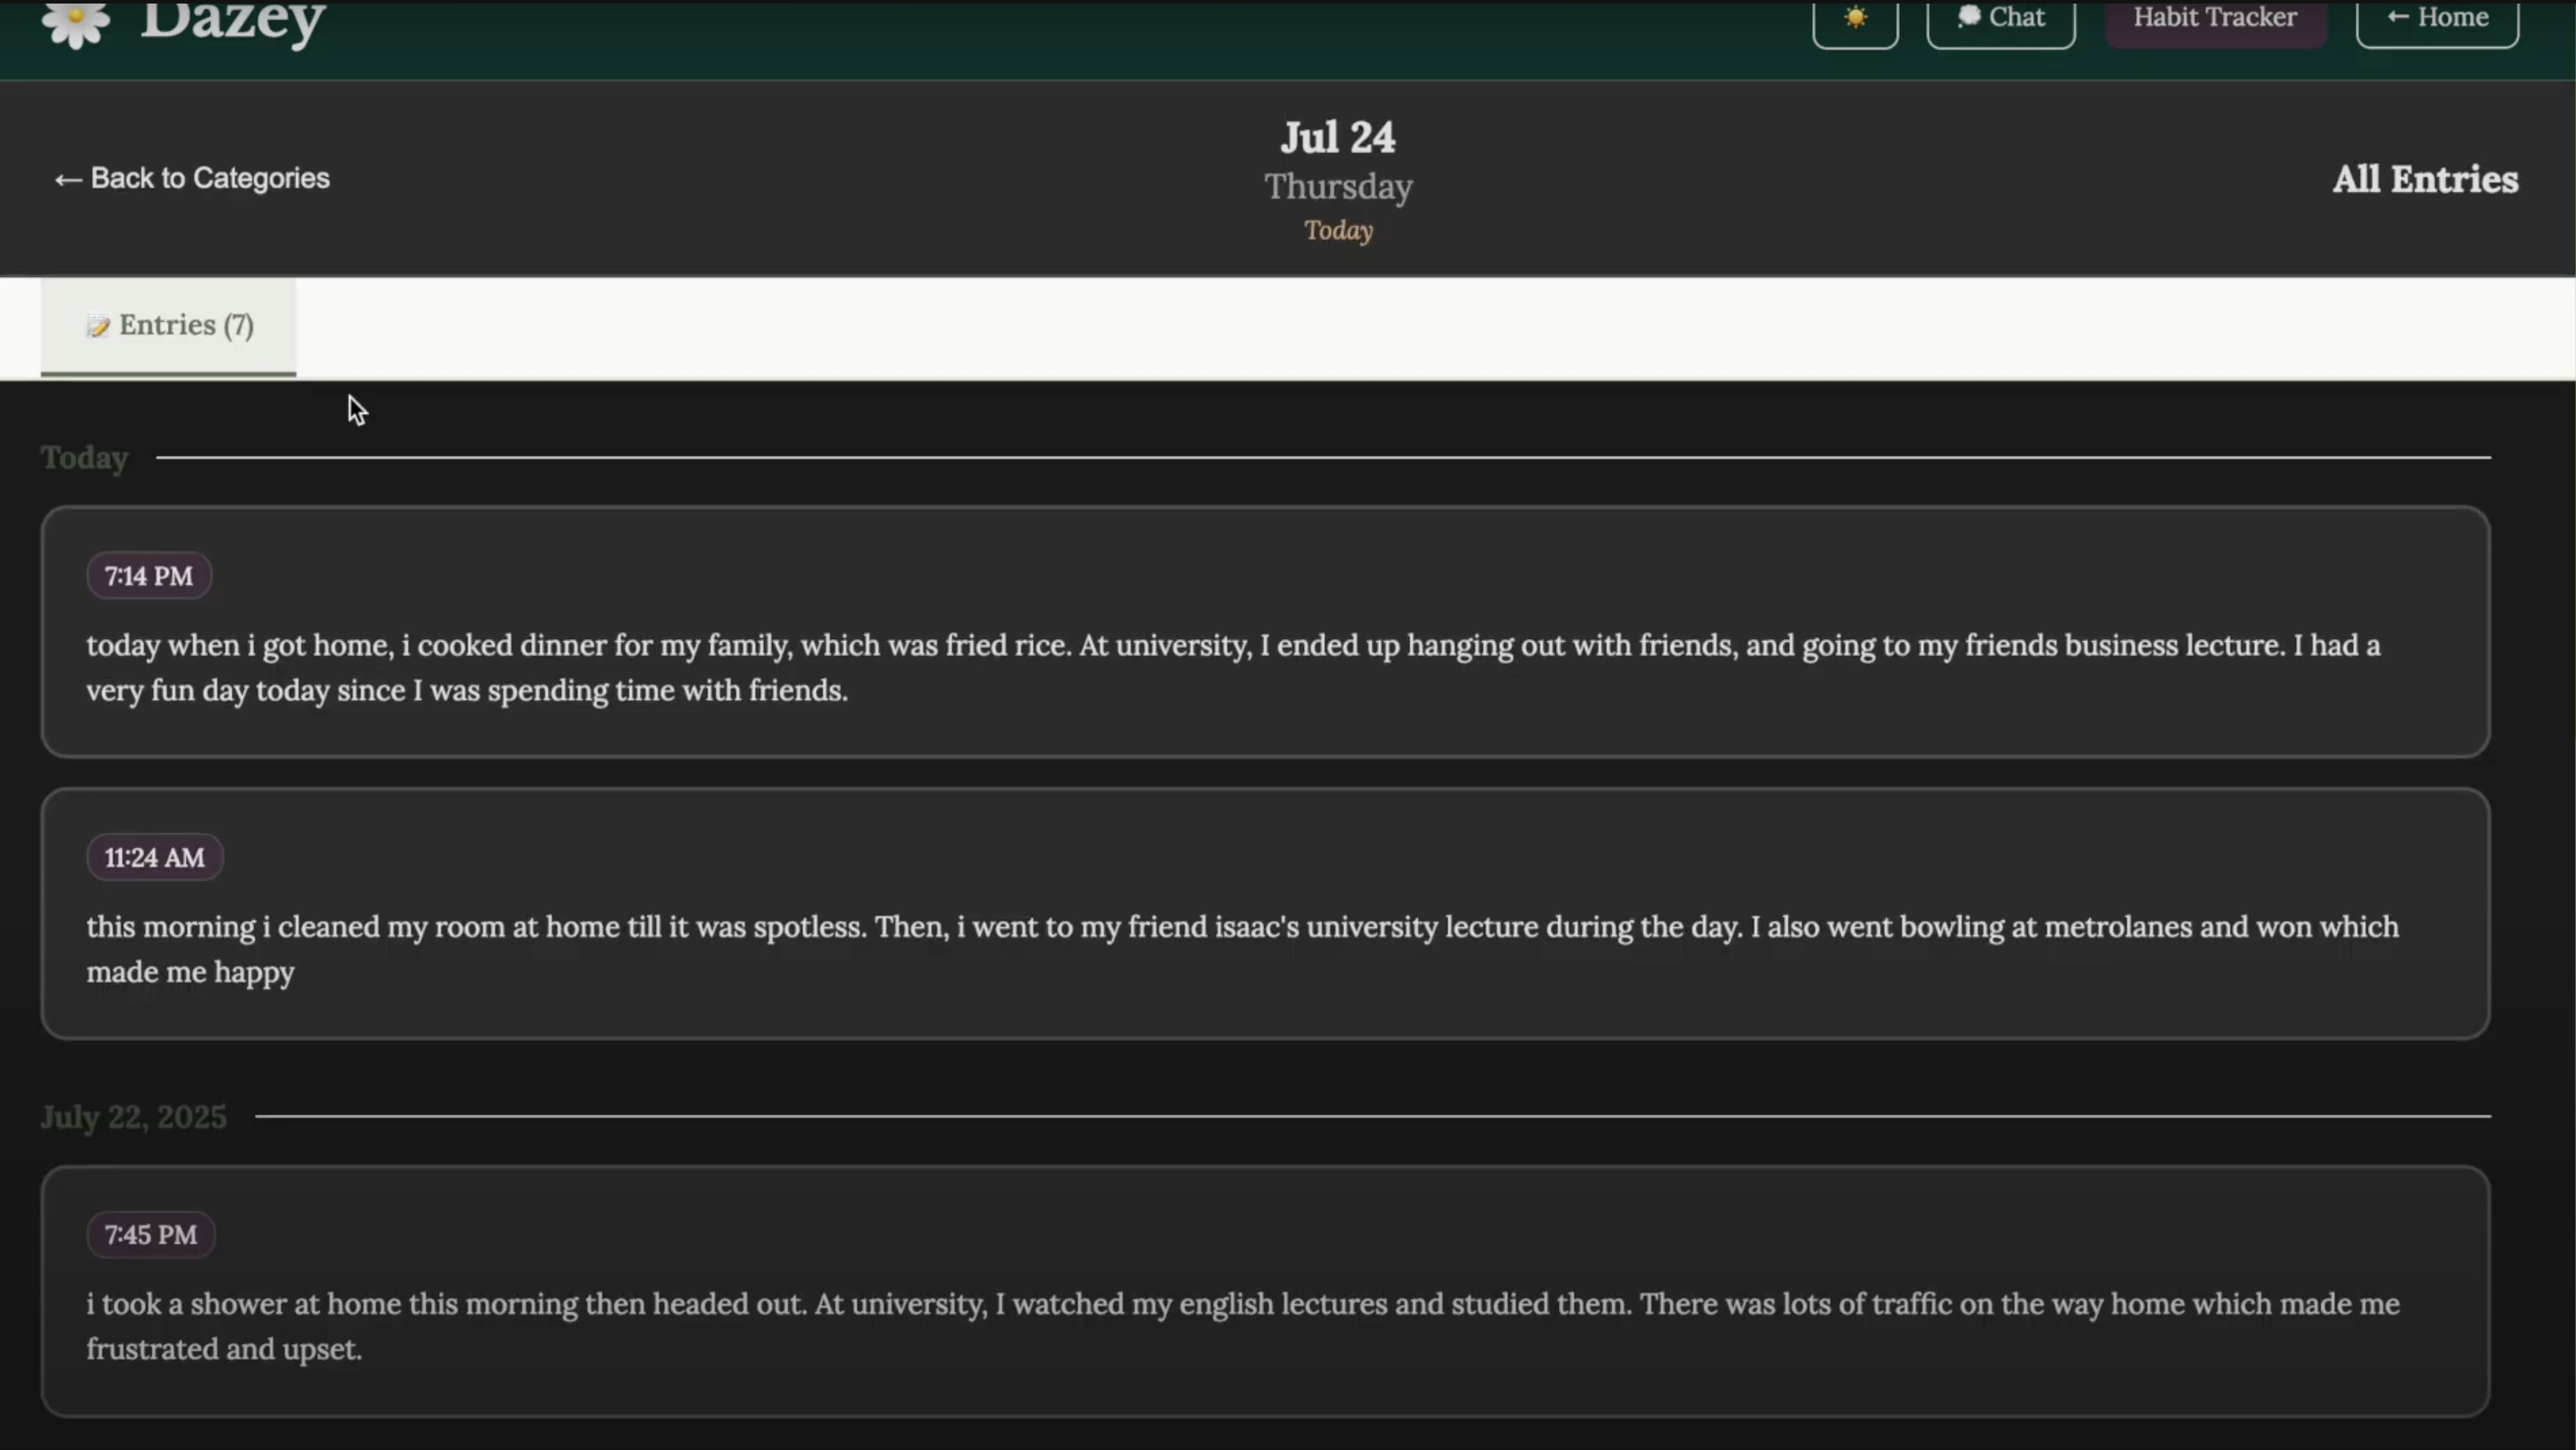 Dazey
Chat
Habit Tracker
← Home
← Back to Categories
Jul 24
Thursday
Today
All Entries
Entries (7)
Today
7:14 PM
today when i got home, i cooked dinner for my family, which was fried rice. At university, I ended up hanging out with friends, and going to my friends business lecture. I had a
very fun day today since I was spending time with friends.
11:24 AM
this morning i cleaned my room at home till it was spotless. Then, i went to my friend isaac's university lecture during the day. I also went bowling at metrolanes and won which
made me happy
July 22, 2025
7:45 PM
i took a shower at home this morning then headed out. At university, I watched my english lectures and studied them. There was lots of traffic on the way home which made me
frustrated and upset.